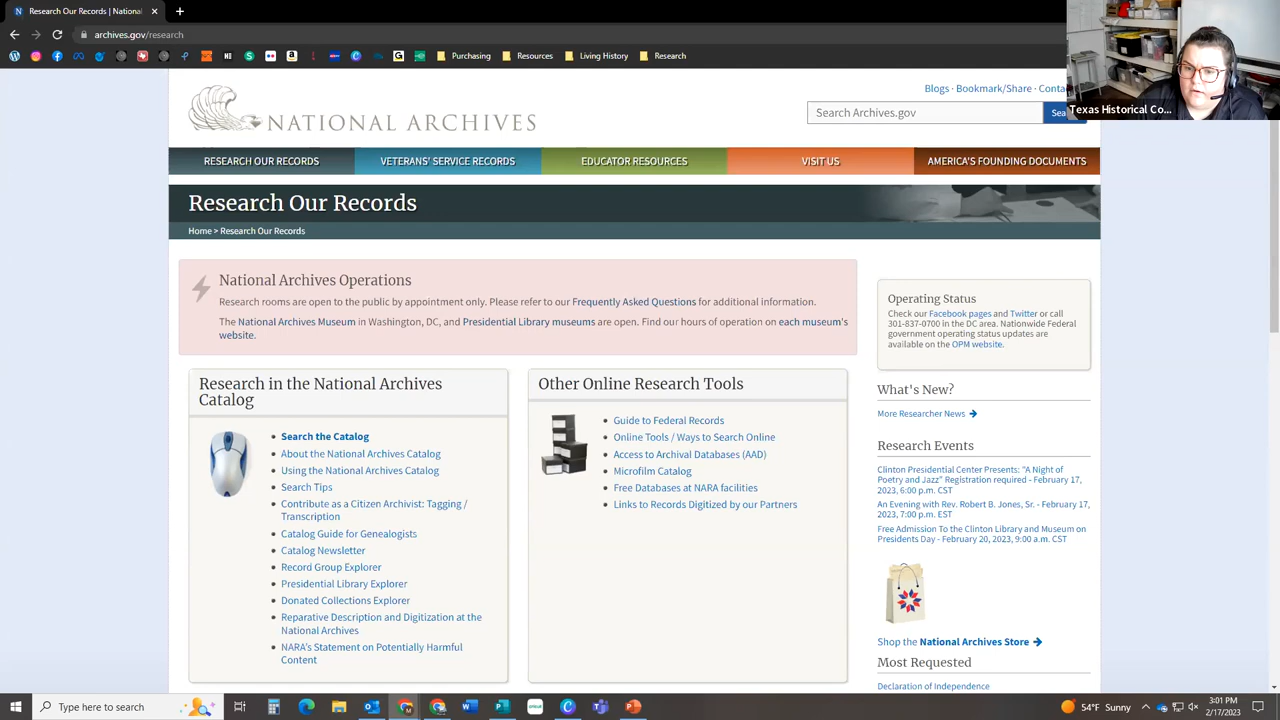 Research Our Records | National
Purchasing
Resources
Living History
Research
Texas Historical Co...
Blogs · Bookmark/Share · Conta
NATIONAL ARCHIVES
Search Archives.gov
Sea
RESEARCH OUR RECORDS
VETERANS' SERVICE RECORDS
EDUCATOR RESOURCES
VISIT US
AMERICA'S FOUNDING DOCUMENTS
Research Our Records
Home > Research Our Records
National Archives Operations
Research rooms are open to the public by appointment only. Please refer to our Frequently Asked Questions for additional information.
The National Archives Museum in Washington, DC, and Presidential Library museums are open. Find our hours of operation on each museum's
website.
Research in the National Archives
Catalog
Search the Catalog
About the National Archives Catalog
Using the National Archives Catalog
Search Tips
Contribute as a Citizen Archivist: Tagging /
Transcription
Catalog Guide for Genealogists
Catalog Newsletter
Record Group Explorer
Presidential Library Explorer
Donated Collections Explorer
Reparative Description and Digitization at the
National Archives
NARA's Statement on Potentially Harmful
Content
Other Online Research Tools
Guide to Federal Records
Online Tools / Ways to Search Online
Access to Archival Databases (AAD)
Microfilm Catalog
Free Databases at NARA facilities
Links to Records Digitized by our Partners
Operating Status
Check our Facebook pages and Twitter or call
301-837-0700 in the DC area. Nationwide Federal
government operating status updates are
available on the OPM website.
What's New?
More Researcher News
Research Events
Clinton Presidential Center Presents: "A Night of
Poetry and Jazz" Registration required - February 17,
2023, 6:00 p.m. CST
An Evening with Rev. Robert B. Jones, Sr. - February 17,
2023, 7:00 p.m. EST
Free Admission To the Clinton Library and Museum on
Presidents Day - February 20, 2023, 9:00 a.m. CST
Shop the National Archives Store
Most Requested
Declaration of Independence
Type here to search
54°F Sunny
3:01 PM
2/17/2023